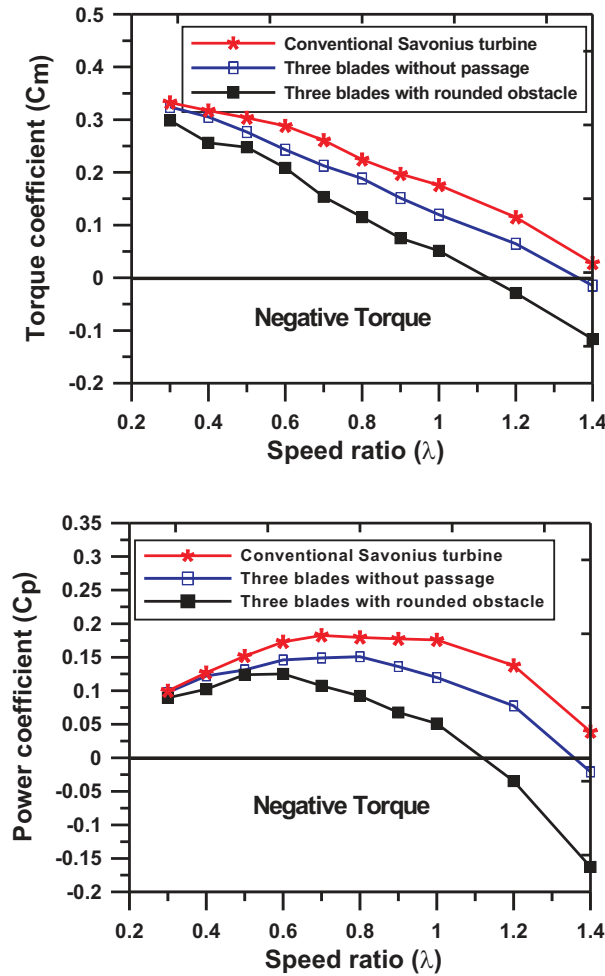 0.5
0.4
0.3
0.2
0.1
0
-0.1
-0.2
Torque coefficient (Cm)
Conventional Savonius turbine
Three blades without passage
Three blades with rounded obstacle
Negative Torque
0.2 0.4 0.6 0.8 1 1.2 1.4
Speed ratio (λ)
0.35
0.3
0.25
0.2
0.15
0.1
0.05
0
-0.05
-0.1
-0.15
-0.2
Power coefficient (Cp)
Conventional Savonius turbine
Three blades without passage
Three blades with rounded obstacle
Negative Torque
0.2 0.4 0.6 0.8 1 1.2 1.4
Speed ratio (λ)